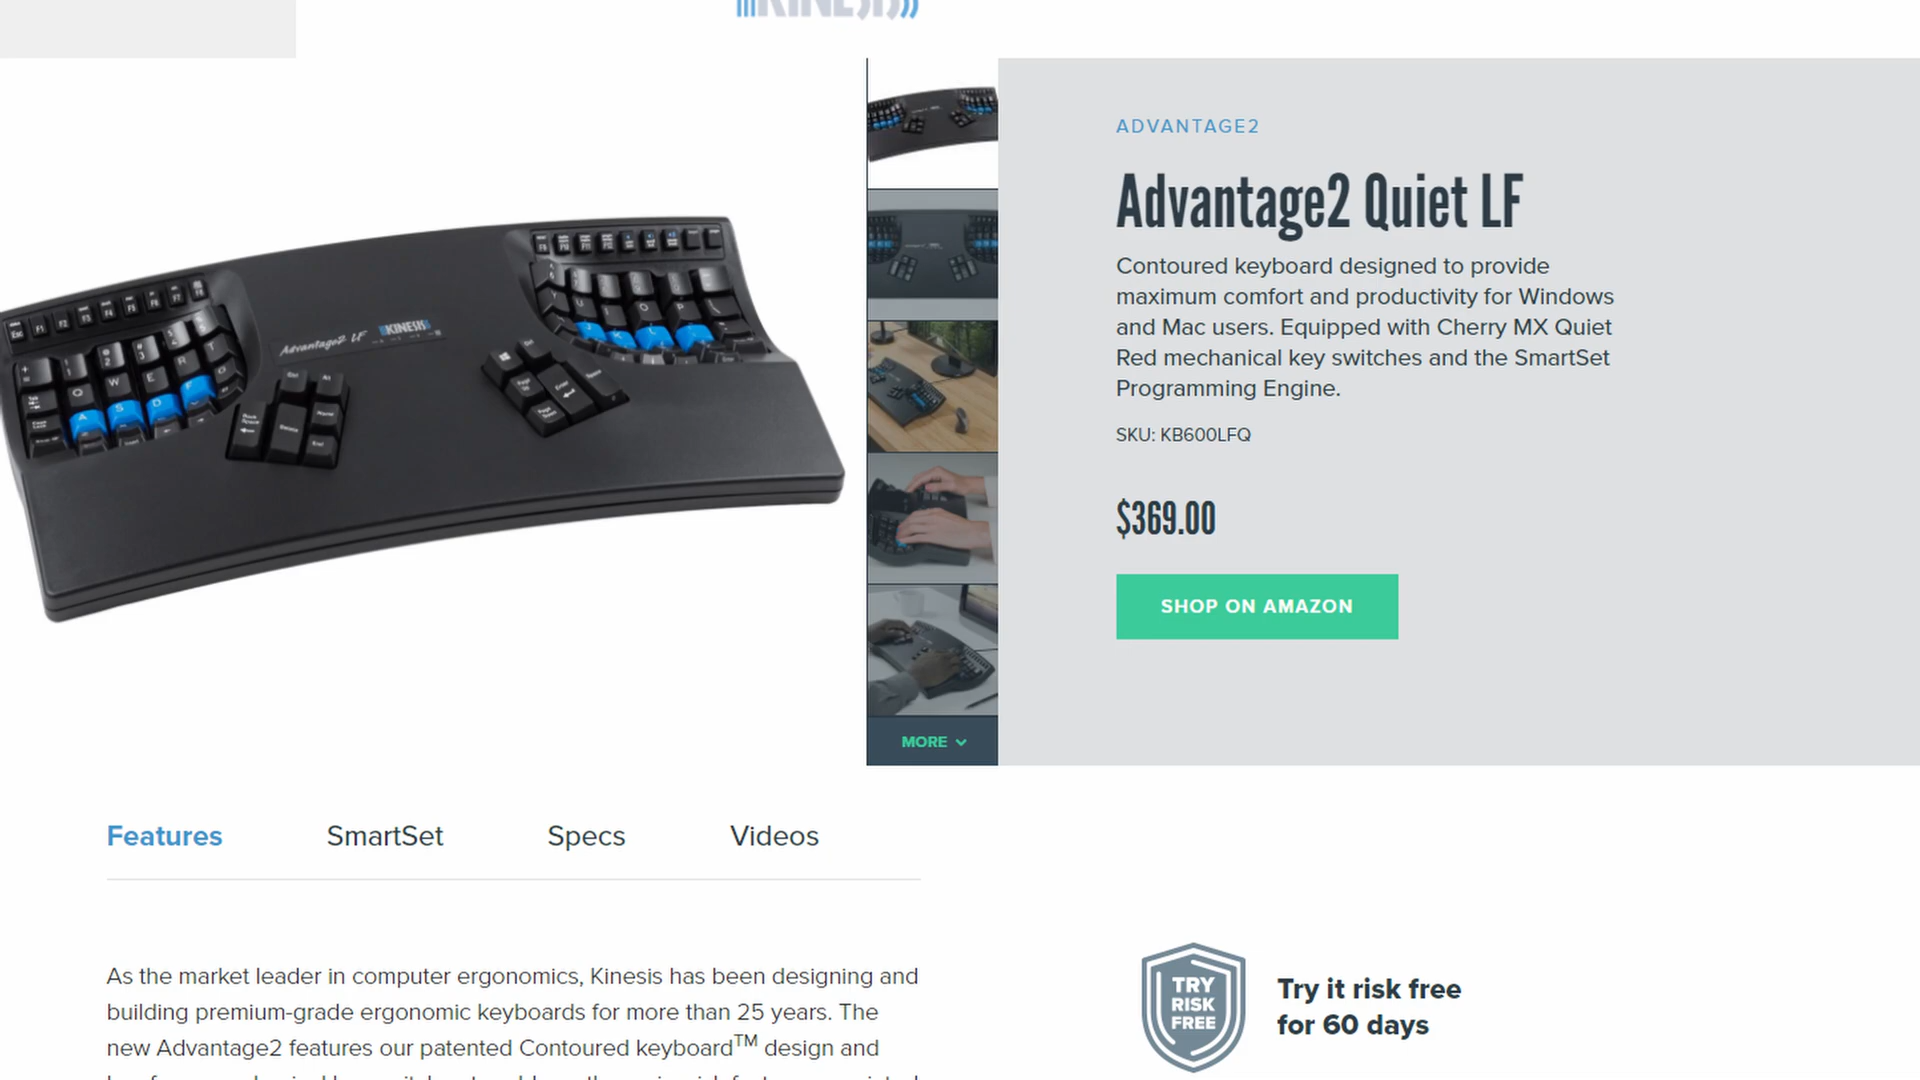 KINESIS
ADVANTAGE2
Advantage2 Quiet LF
Contoured keyboard designed to provide
maximum comfort and productivity for Windows
and Mac users. Equipped with Cherry MX Quiet
Red mechanical key switches and the SmartSet
Programming Engine.
SKU: KB600LFQ
$369.00
SHOP ON AMAZON
Advantage2 LF KINESIS
MORE
Features SmartSet Specs Videos
As the market leader in computer ergonomics, Kinesis has been designing and
building premium-grade ergonomic keyboards for more than 25 years. The
new Advantage2 features our patented Contoured keyboard™ design and
TRY
RISK
FREE
Try it risk free
for 60 days